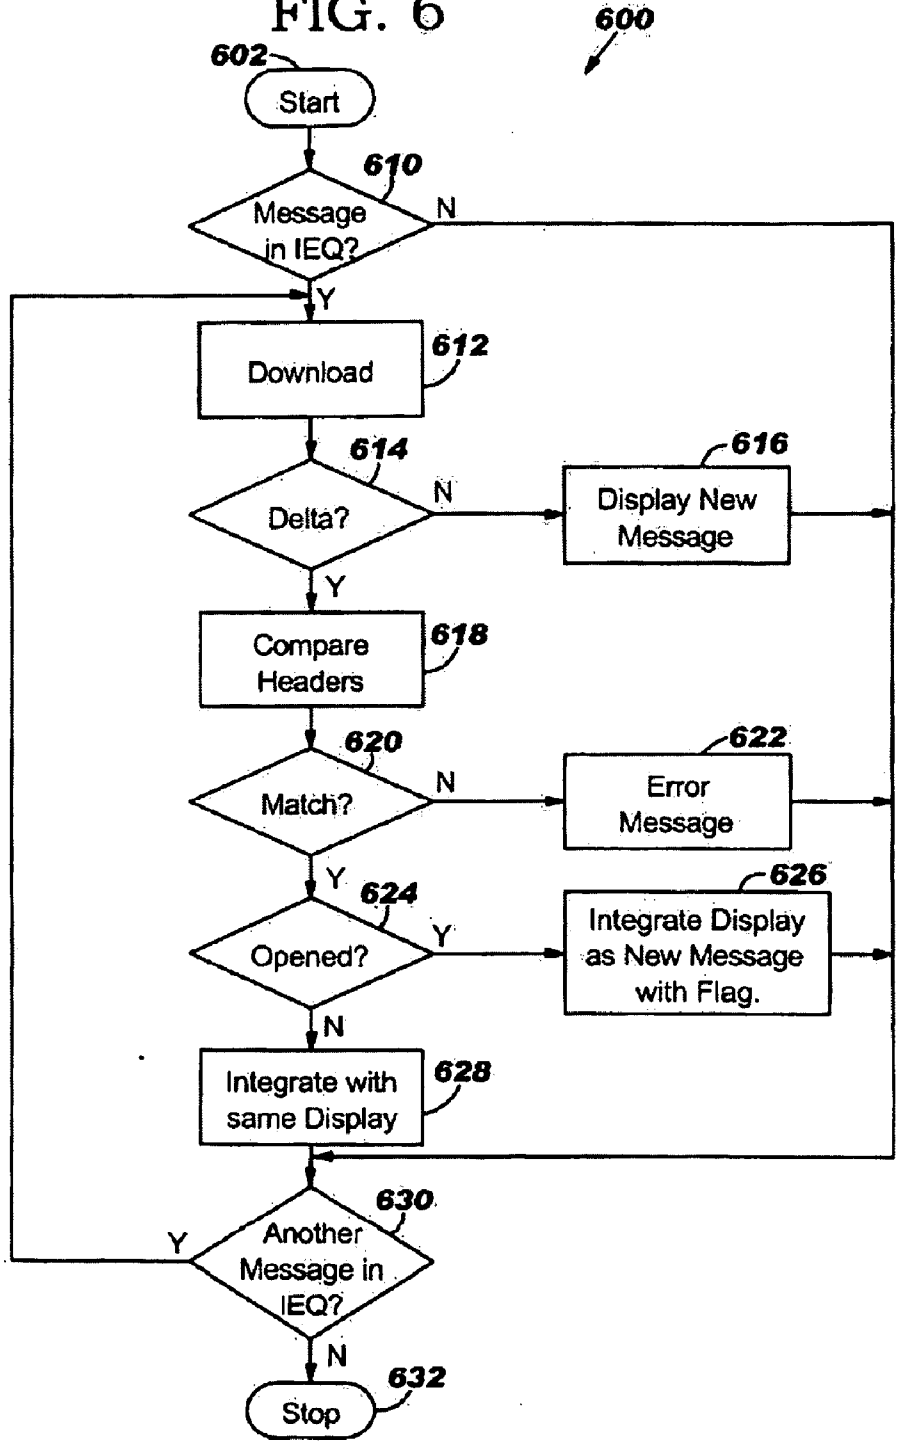 FIG. 6
600
602
Start
610
Message
in IEQ?
N
Y
Download
612
614
Delta?
N
616
Display New
Message
Y
Compare
Headers
618
620
Match?
N
622
Error
Message
Y
624
Opened?
Y
626
Integrate Display
as New Message
with Flag.
N
Integrate with
same Display
628
630
Another
Message in
IEQ?
Y
N
632
Stop